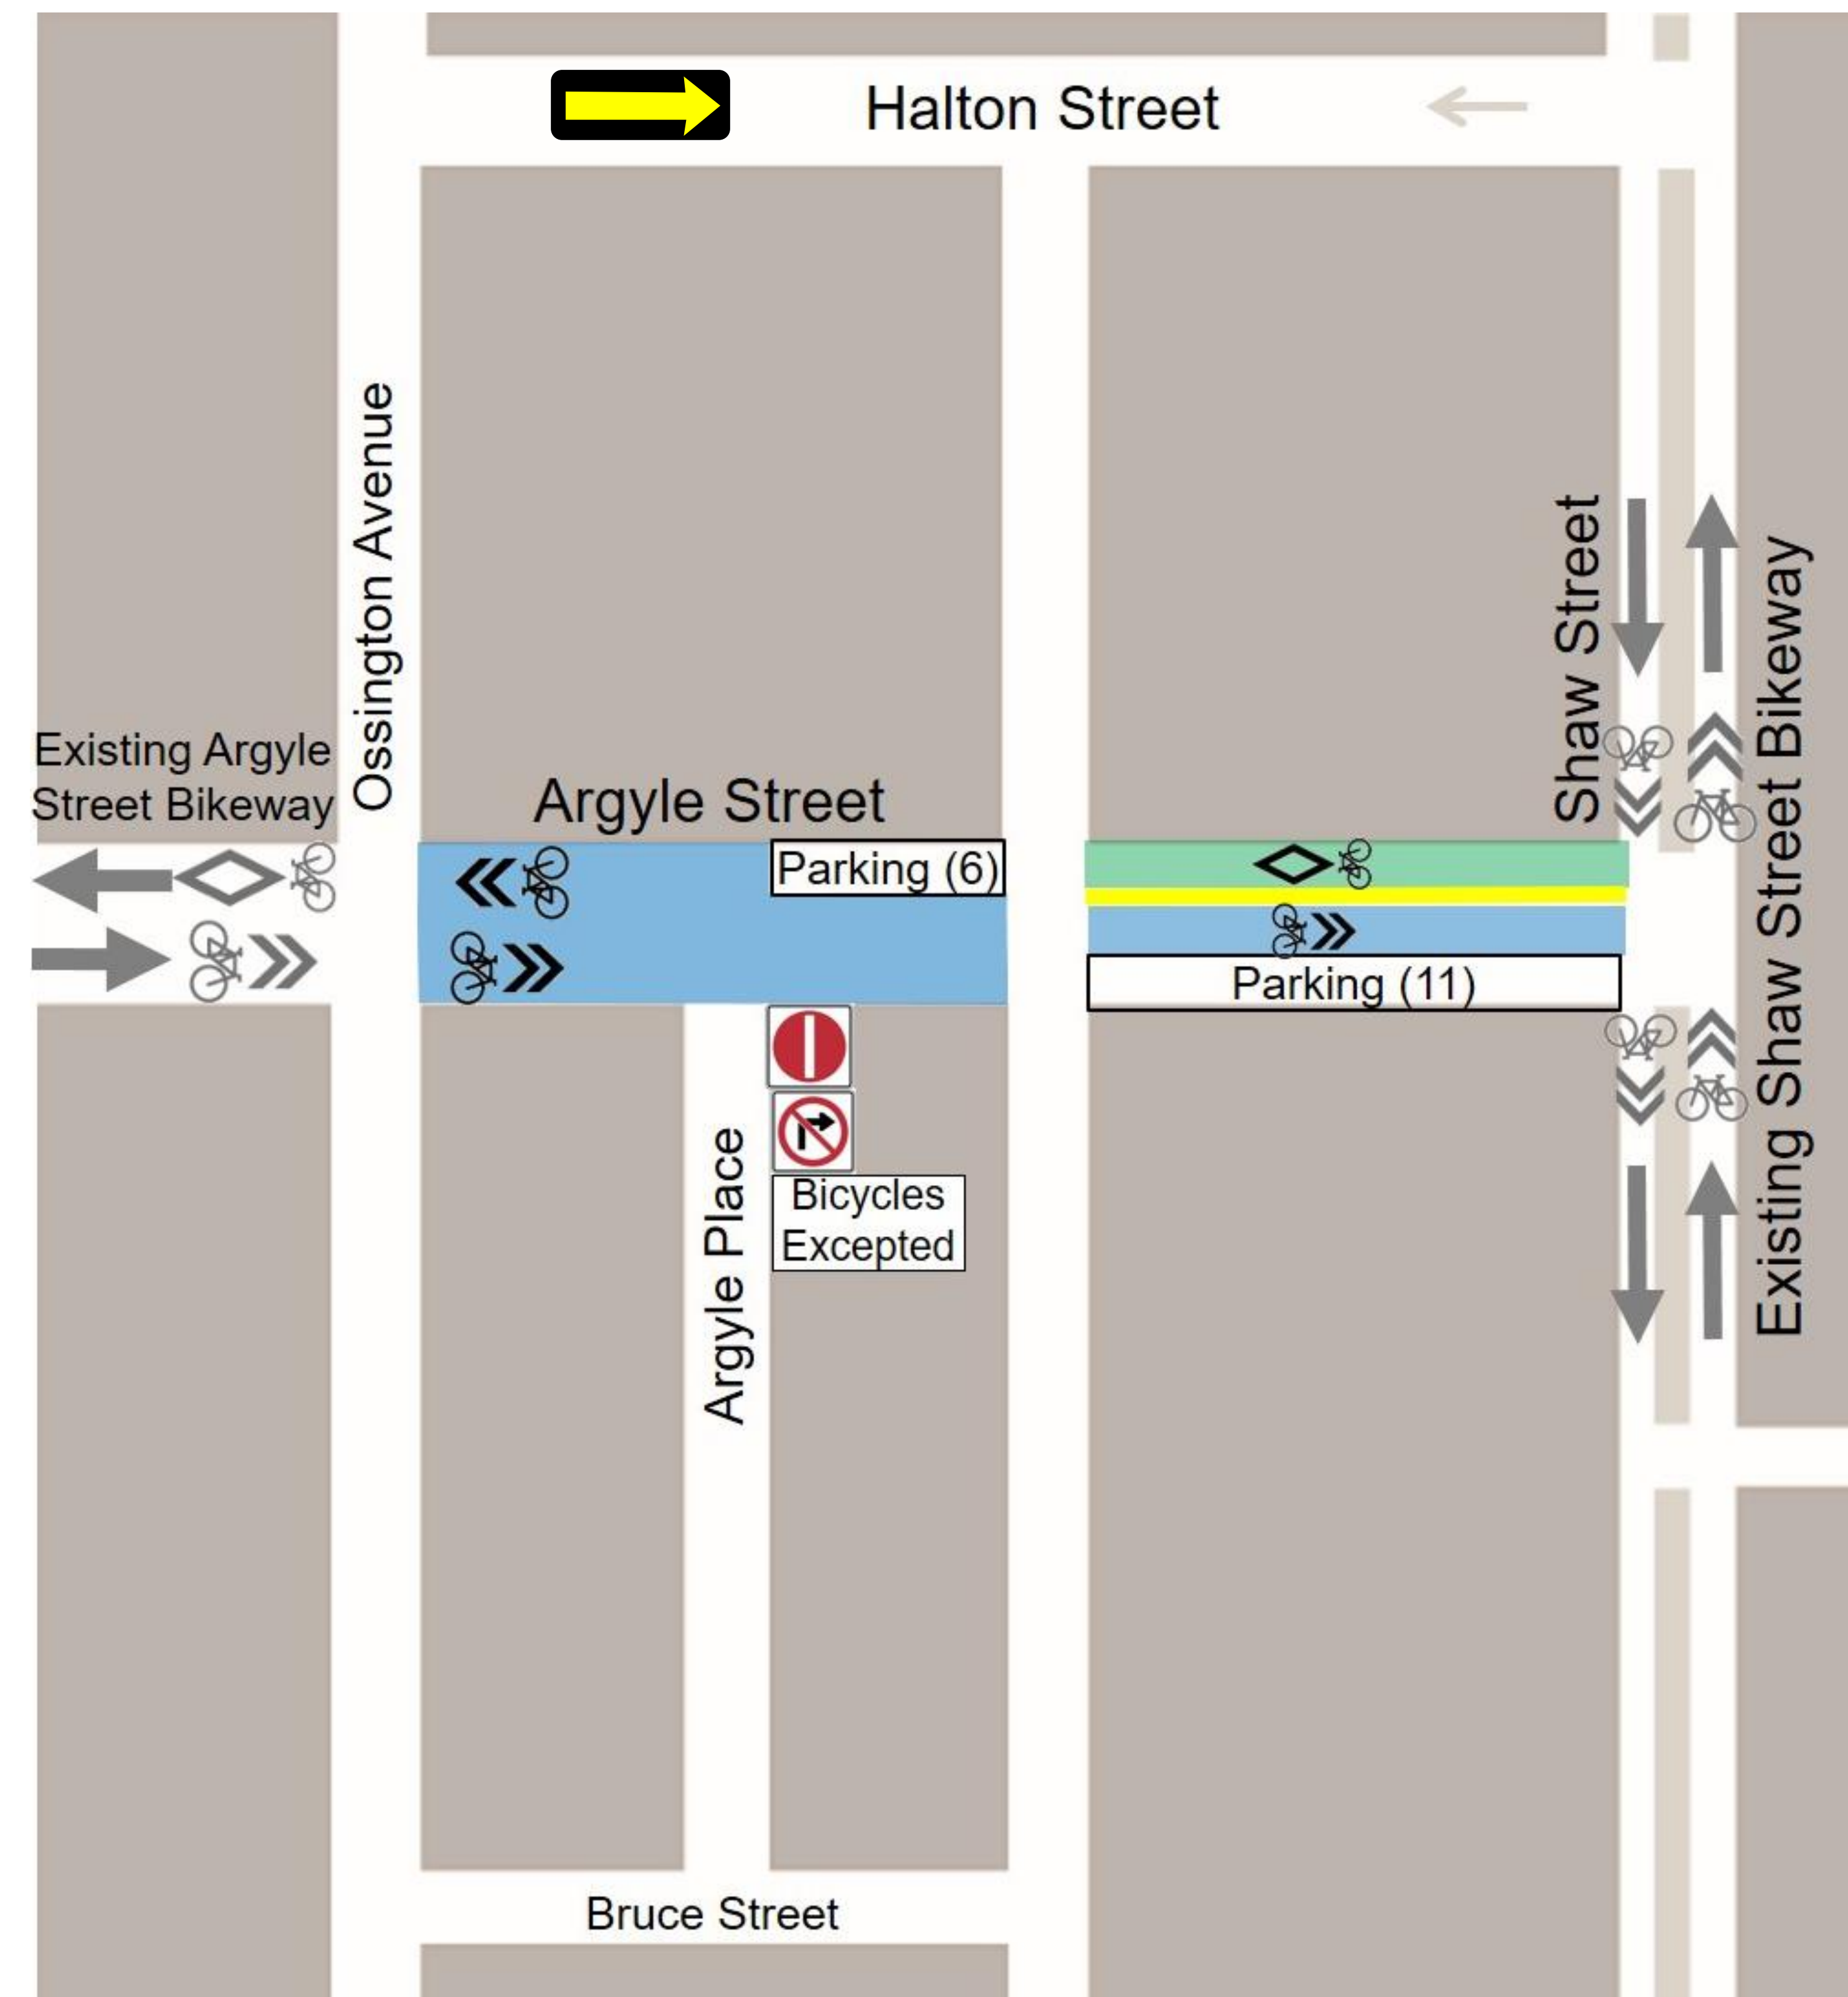 Halton Street
Ossington Avenue
Shaw Street
Existing Shaw Street Bikeway
Existing Argyle
Street Bikeway
Argyle Street
Parking (6)
Parking (11)
Argyle Place
Bicycles
Excepted
Bruce Street